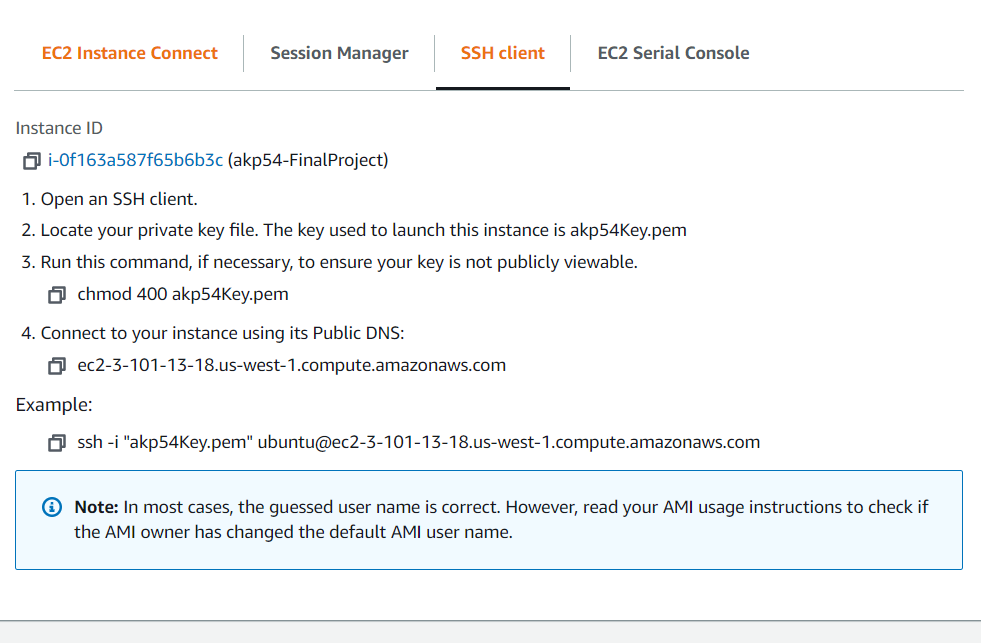 EC2 Instance Connect Session Manager SSH client EC2 Serial Console
Instance ID
i-0f163a587f65b6b3c (akp54-FinalProject)
1. Open an SSH client.
2. Locate your private key file. The key used to launch this instance is akp54Key.pem
3. Run this command, if necessary, to ensure your key is not publicly viewable.
chmod 400 akp54Key.pem
4. Connect to your instance using its Public DNS:
ec2-3-101-13-18.us-west-1.compute.amazonaws.com
Example:
ssh -i "akp54Key.pem" ubuntu@ec2-3-101-13-18.us-west-1.compute.amazonaws.com
Note: In most cases, the guessed user name is correct. However, read your AMI usage instructions to check if
the AMI owner has changed the default AMI user name.